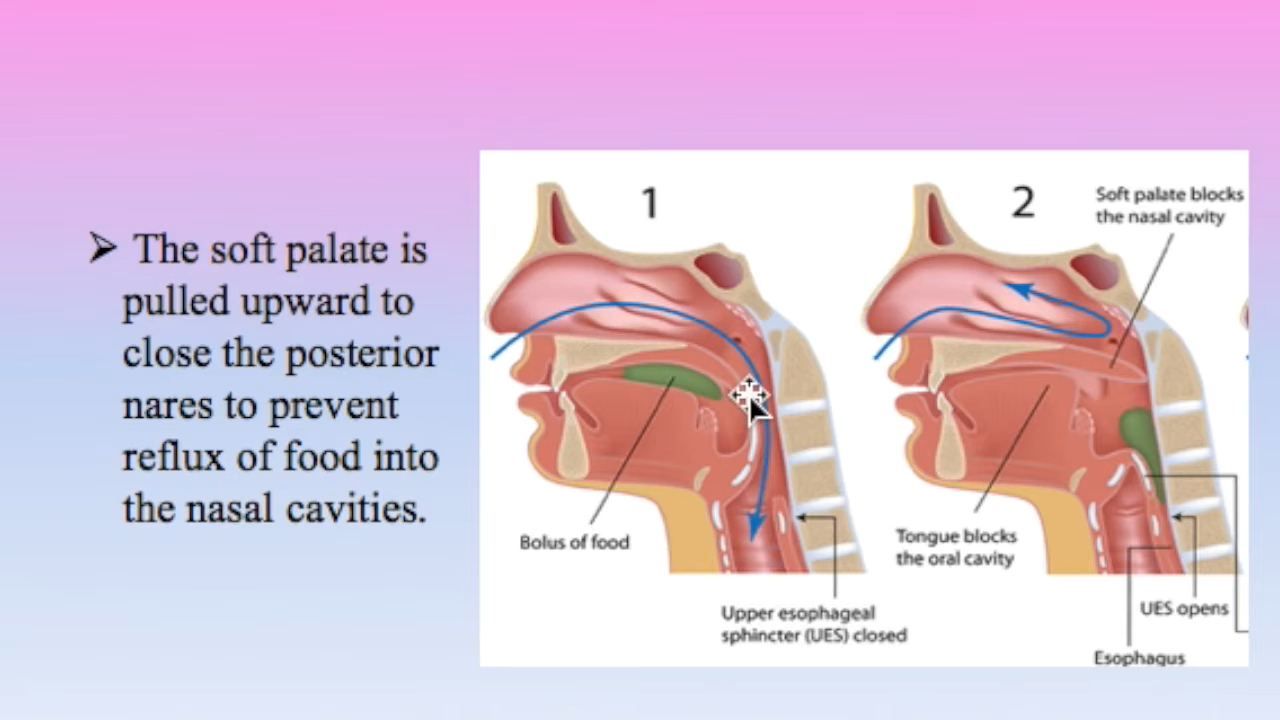 ➢ The soft palate is
pulled upward to
close the posterior
nares to prevent
reflux of food into
the nasal cavities.
1
2
Soft palate blocks
the nasal cavity
Bolus of food
Tongue blocks
the oral cavity
Upper esophageal
sphincter (UES) closed
UES opens
Esophagus